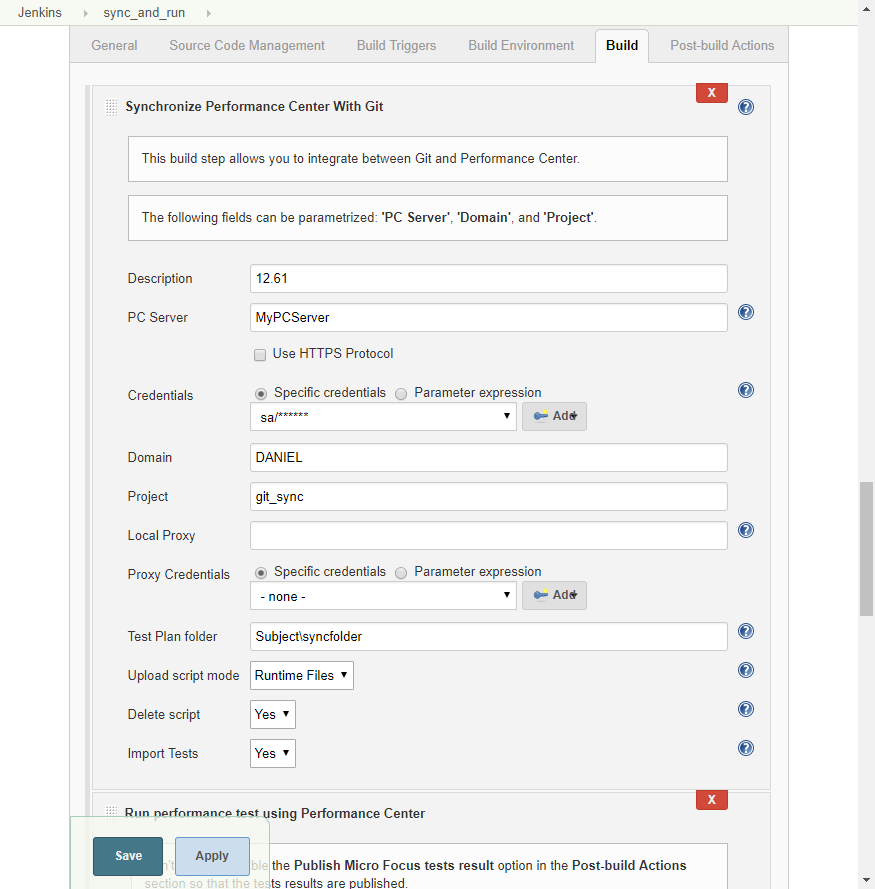 Jenkins sync_and_run
General Source Code Management Build Triggers Build Environment Build Post-build Actions
X
Synchronize Performance Center With Git
This build step allows you to integrate between Git and Performance Center.
The following fields can be parametrized: 'PC Server', 'Domain', and 'Project'.
Description 12.61
PC Server MyPCServer
Use HTTPS Protocol
Credentials Specific credentials Parameter expression
sa/****** Add
Domain DANIEL
Project git_sync
Local Proxy
Proxy Credentials Specific credentials Parameter expression
- none - Add
Test Plan folder Subject\syncfolder
Upload script mode Runtime Files
Delete script Yes
Import Tests Yes
X
Run performance test using Performance Center
Save Apply
the Publish Micro Focus tests result option in the Post-build Actions
section so that the tests results are published.